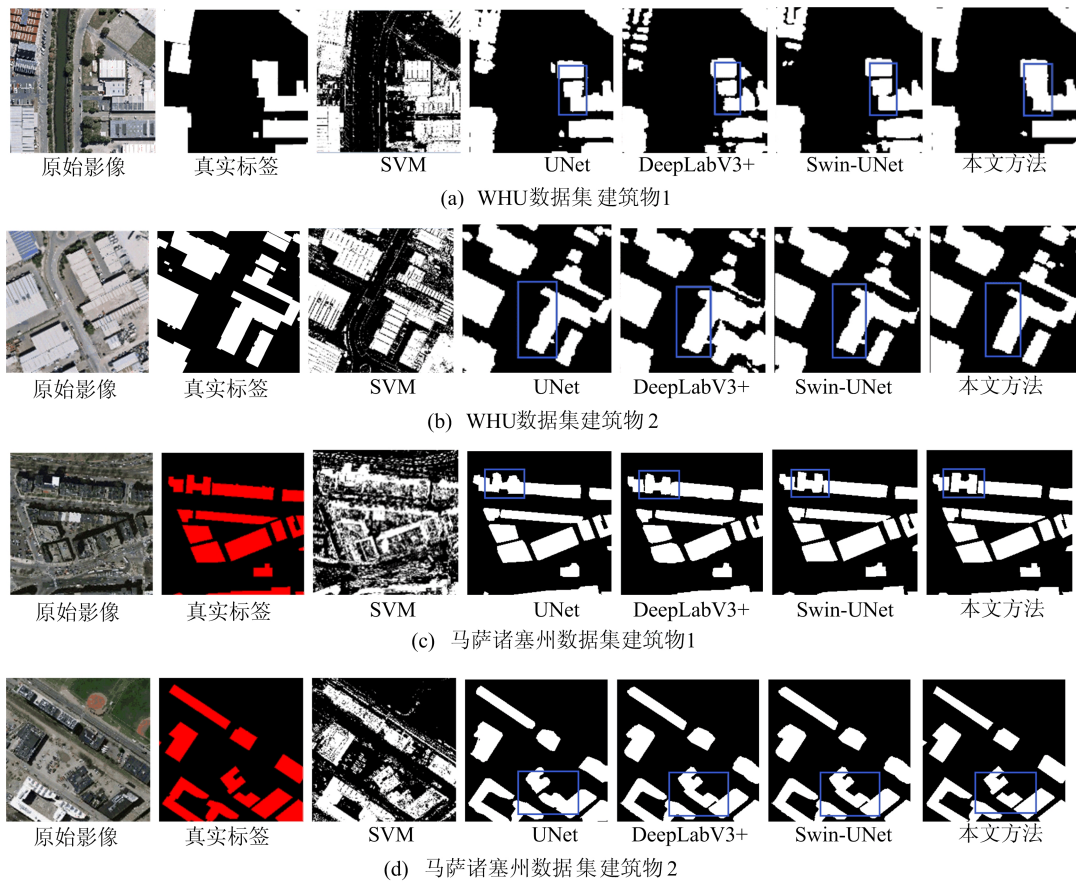 原始影像 真实标签 SVM UNet DeepLabV3+ Swin-UNet 本文方法
(a) WHU数据集 建筑物1
原始影像 真实标签 SVM UNet DeepLabV3+ Swin-UNet 本文方法
(b) WHU数据集建筑物 2
原始影像 真实标签 SVM UNet DeepLabV3+ Swin-UNet 本文方法
(c) 马萨诸塞州数据集建筑物1
原始影像 真实标签 SVM UNet DeepLabV3+ Swin-UNet 本文方法
(d) 马萨诸塞州数据集 建筑物 2